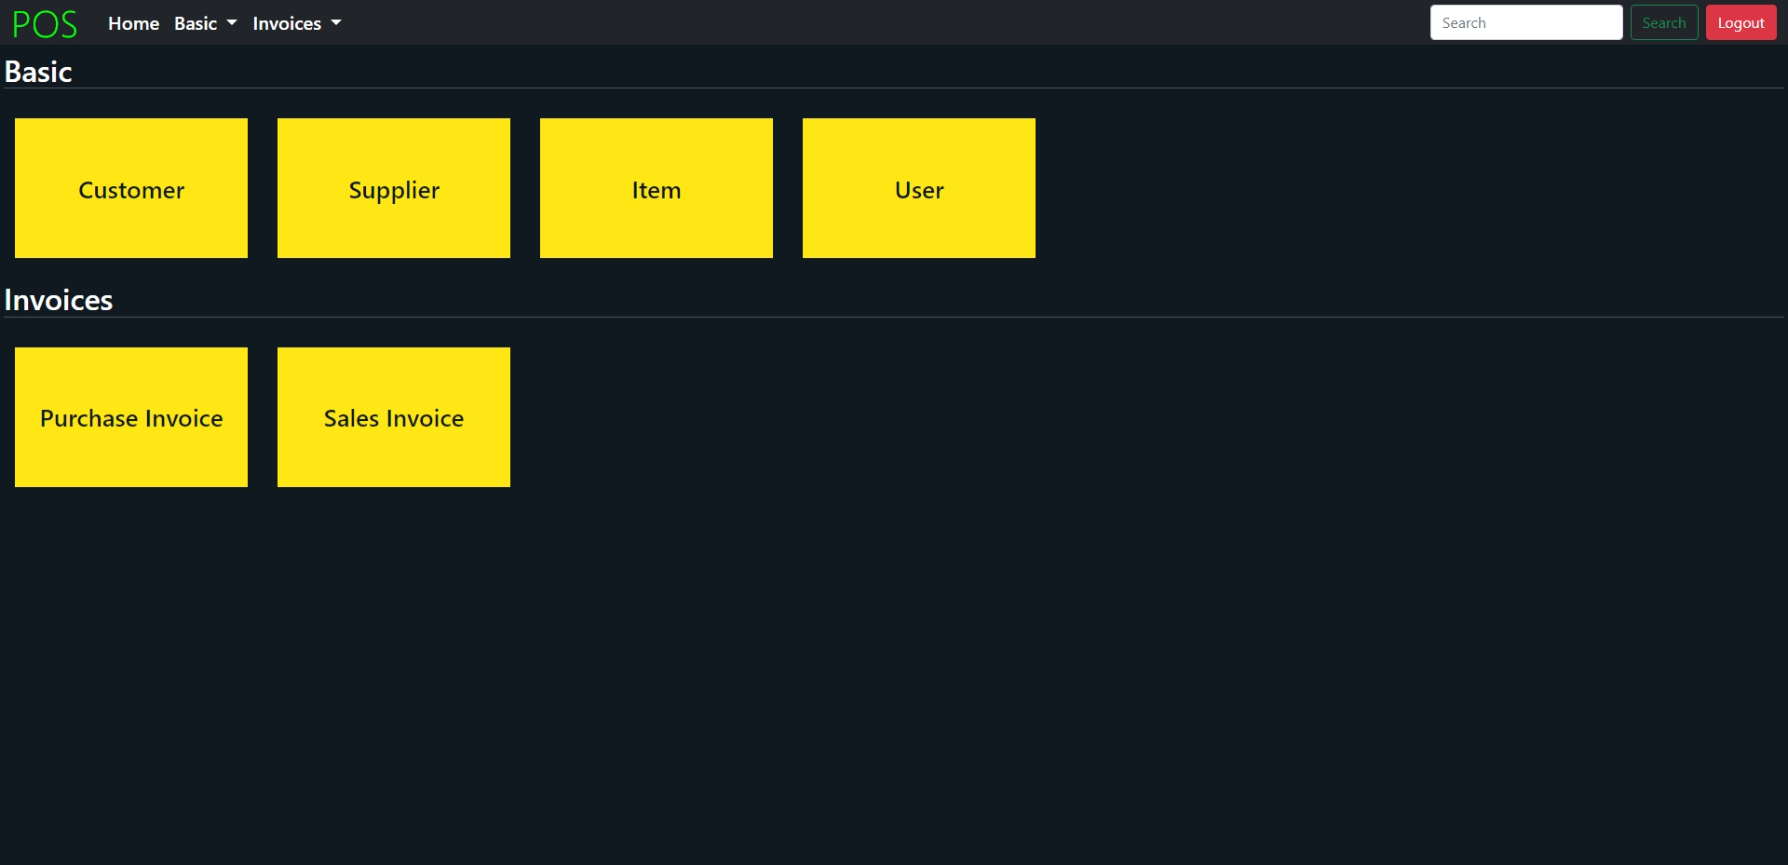 POS Home Basic Invoices Search Search Logout
Basic
Customer Supplier Item User
Invoices
Purchase Invoice Sales Invoice